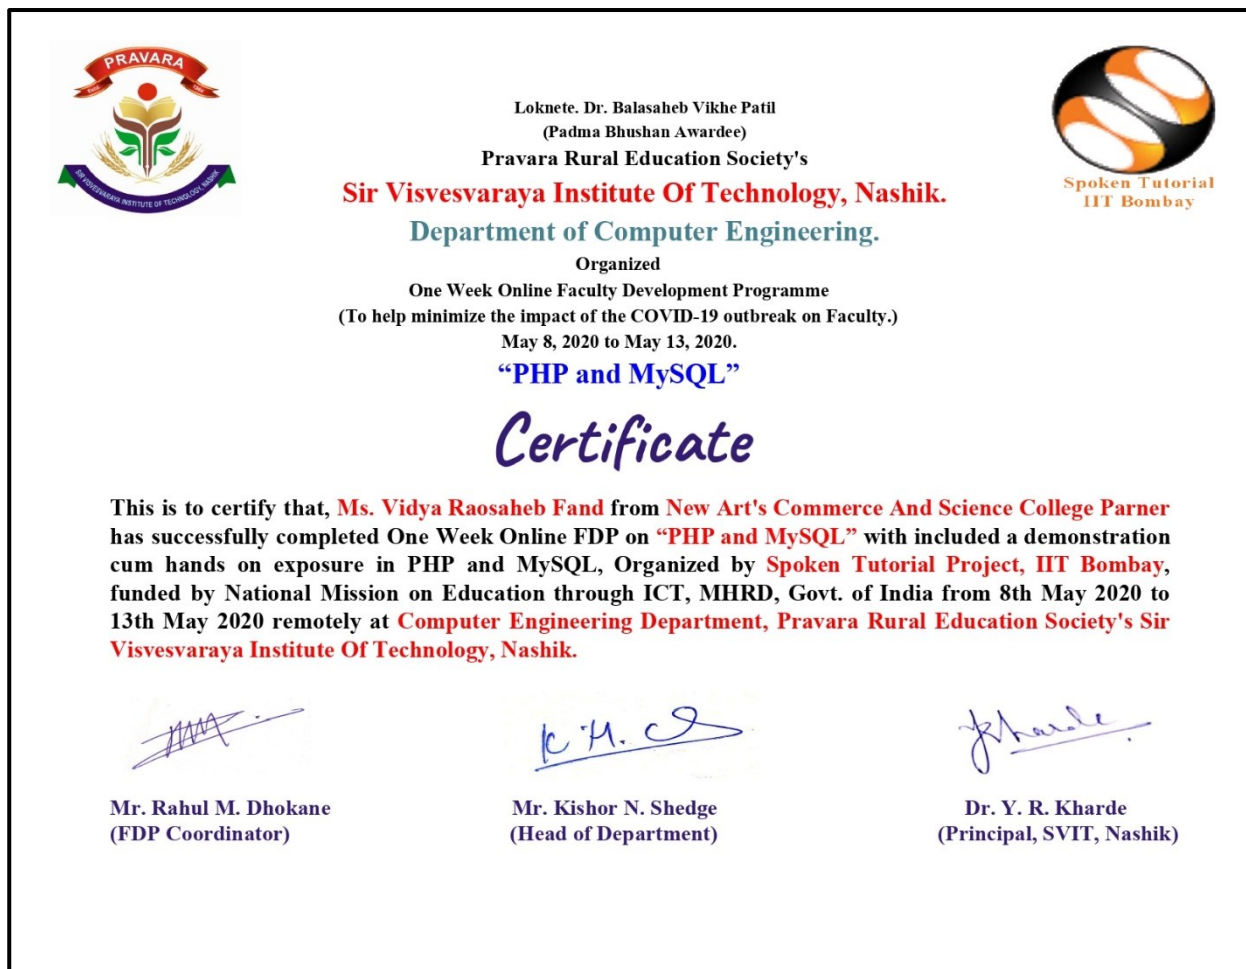 PRAVARA
SIR VISVESVARAYA INSTITUTE OF TECHNOLOGY, NASHIK
Spoken Tutorial
IIT Bombay
Loknete. Dr. Balasaheb Vikhe Patil
(Padma Bhushan Awardee)
Pravara Rural Education Society's
Sir Visvesvaraya Institute Of Technology, Nashik.
Department of Computer Engineering.
Organized
One Week Online Faculty Development Programme
(To help minimize the impact of the COVID-19 outbreak on Faculty.)
May 8, 2020 to May 13, 2020.
“PHP and MySQL”
Certificate
This is to certify that, Ms. Vidya Raosaheb Fand from New Art's Commerce And Science College Parner
has successfully completed One Week Online FDP on “PHP and MySQL” with included a demonstration
cum hands on exposure in PHP and MySQL, Organized by Spoken Tutorial Project, IIT Bombay,
funded by National Mission on Education through ICT, MHRD, Govt. of India from 8th May 2020 to
13th May 2020 remotely at Computer Engineering Department, Pravara Rural Education Society's Sir
Visvesvaraya Institute Of Technology, Nashik.
Mr. Rahul M. Dhokane
(FDP Coordinator)
Mr. Kishor N. Shedge
(Head of Department)
Dr. Y. R. Kharde
(Principal, SVIT, Nashik)